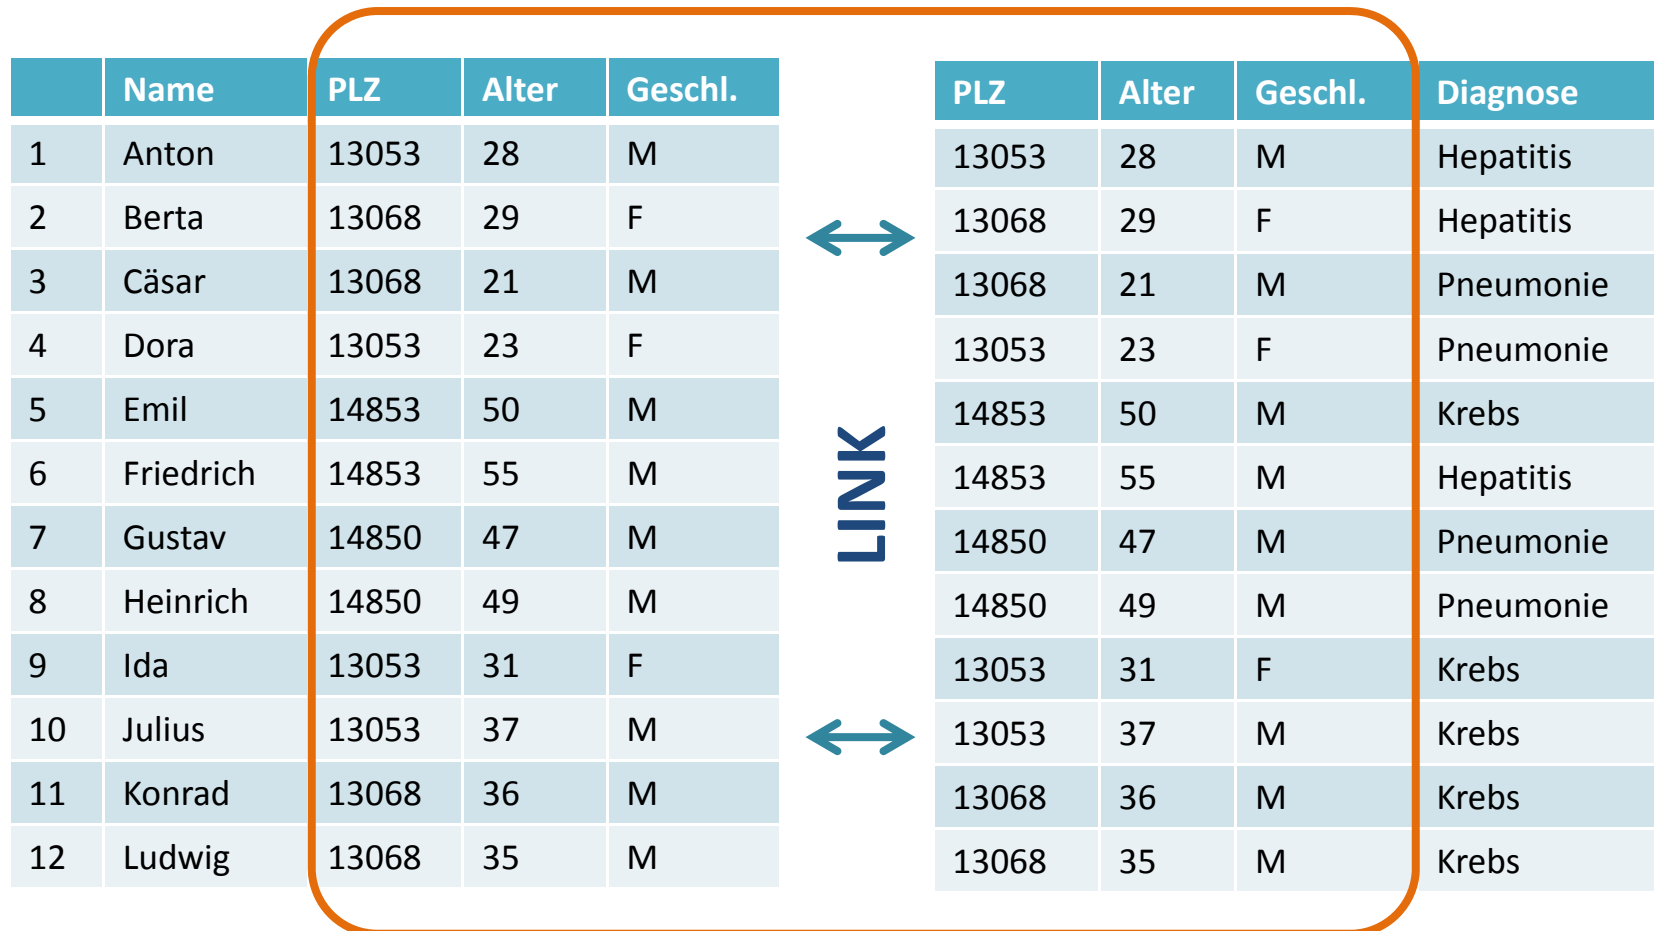 Name PLZ Alter Geschl.
1 Anton 13053 28 M
2 Berta 13068 29 F
3 Cäsar 13068 21 M
4 Dora 13053 23 F
5 Emil 14853 50 M
6 Friedrich 14853 55 M
7 Gustav 14850 47 M
8 Heinrich 14850 49 M
9 Ida 13053 31 F
10 Julius 13053 37 M
11 Konrad 13068 36 M
12 Ludwig 13068 35 M
LINK
PLZ Alter Geschl. Diagnose
13053 28 M Hepatitis
13068 29 F Hepatitis
13068 21 M Pneumonie
13053 23 F Pneumonie
14853 50 M Krebs
14853 55 M Hepatitis
14850 47 M Pneumonie
14850 49 M Pneumonie
13053 31 F Krebs
13053 37 M Krebs
13068 36 M Krebs
13068 35 M Krebs